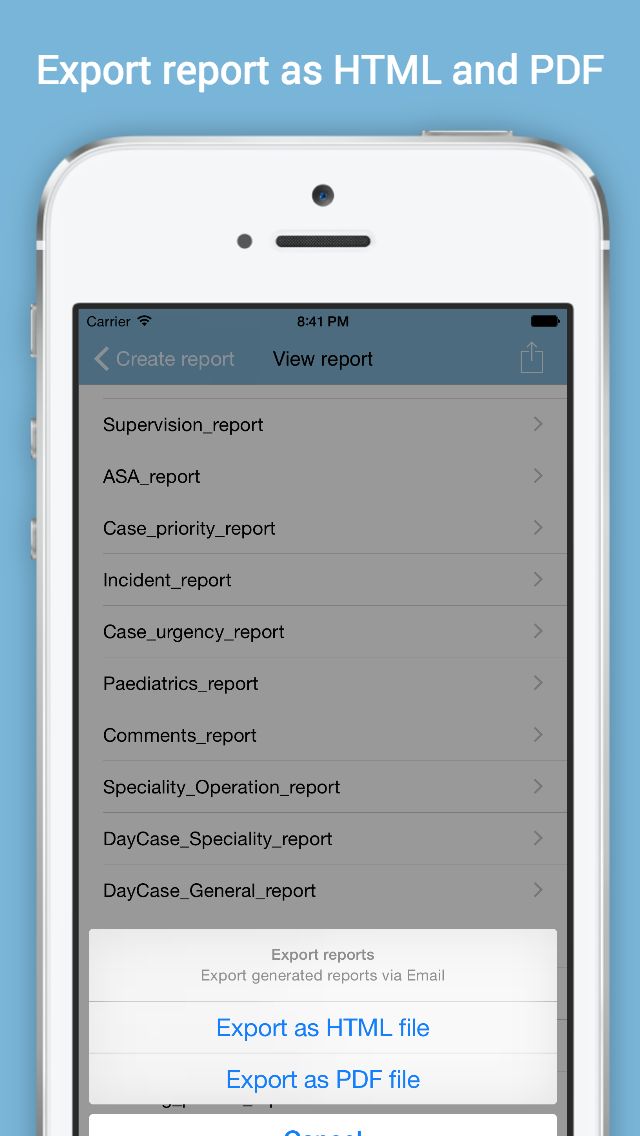 Export report as HTML and PDF
Carrier 8:41 PM
Create report View report
Supervision_report
ASA_report
Case_priority_report
Incident_report
Case_urgency_report
Paediatrics_report
Comments_report
Speciality_Operation_report
DayCase_Speciality_report
DayCase_General_report
Export reports
Export generated reports via Email
Export as HTML file
Export as PDF file
Cancel